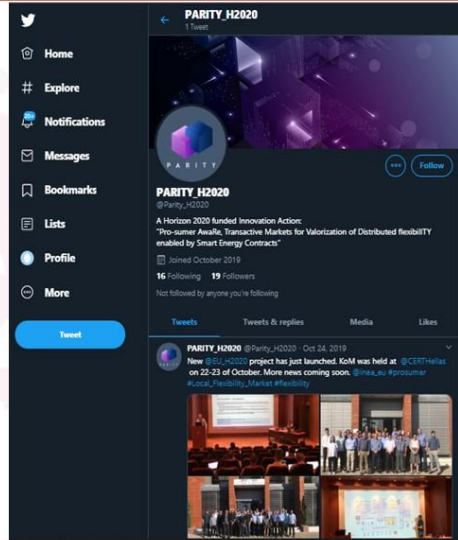 PARITY_H2020
1 Tweet
Home
# Explore
20+
Notifications
Messages
Bookmarks
Lists
Profile
More
Tweet
PARITY
Follow
PARITY_H2020
@Parity_H2020
A Horizon 2020 funded Innovation Action:
"Pro-sumer AwaRe, Transactive Markets for Valorization of Distributed flexibilITY
enabled by Smart Energy Contracts"
Joined October 2019
16 Following 19 Followers
Not followed by anyone you're following
Tweets Tweets & replies Media Likes
PARITY_H2020 @Parity_H2020 · Oct 24, 2019
New @EU_H2020 project has just launched. KoM was held at @CERTHellas
on 22-23 of October. More news coming soon. @inea_eu #prosumer
#Local_Flexibility_Market #flexibility